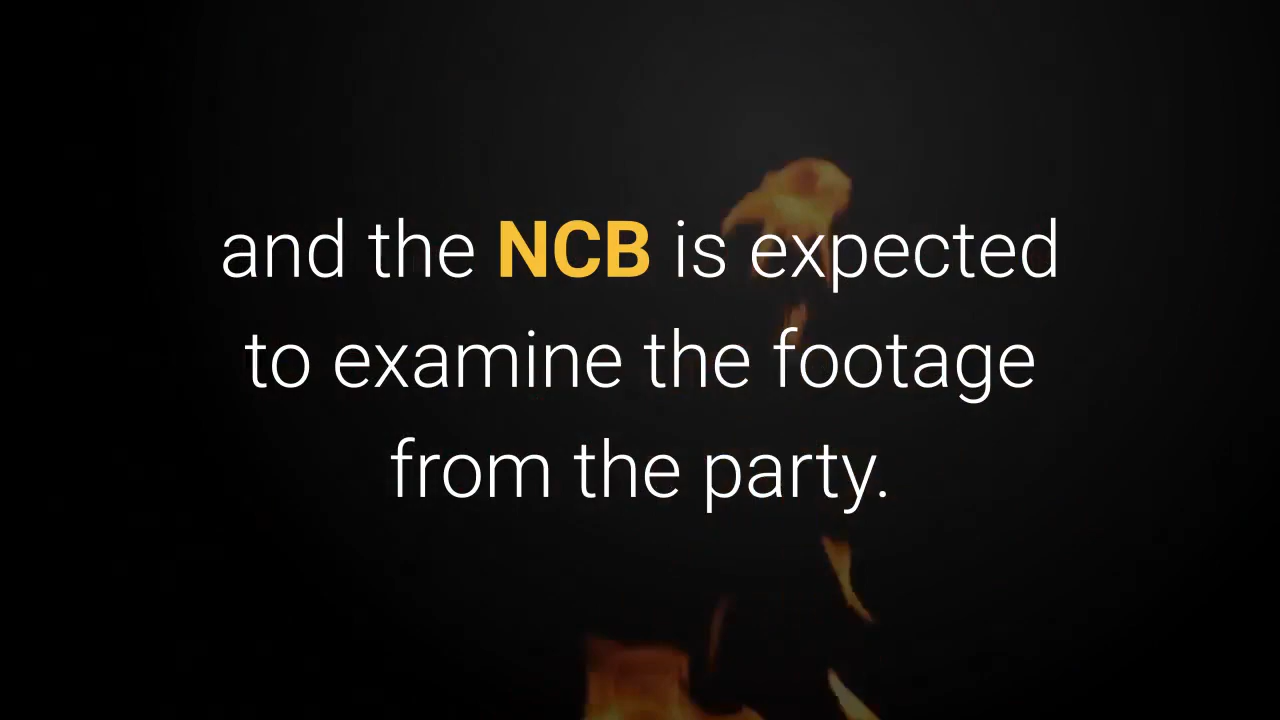 and the NCB is expected
to examine the footage
from the party.